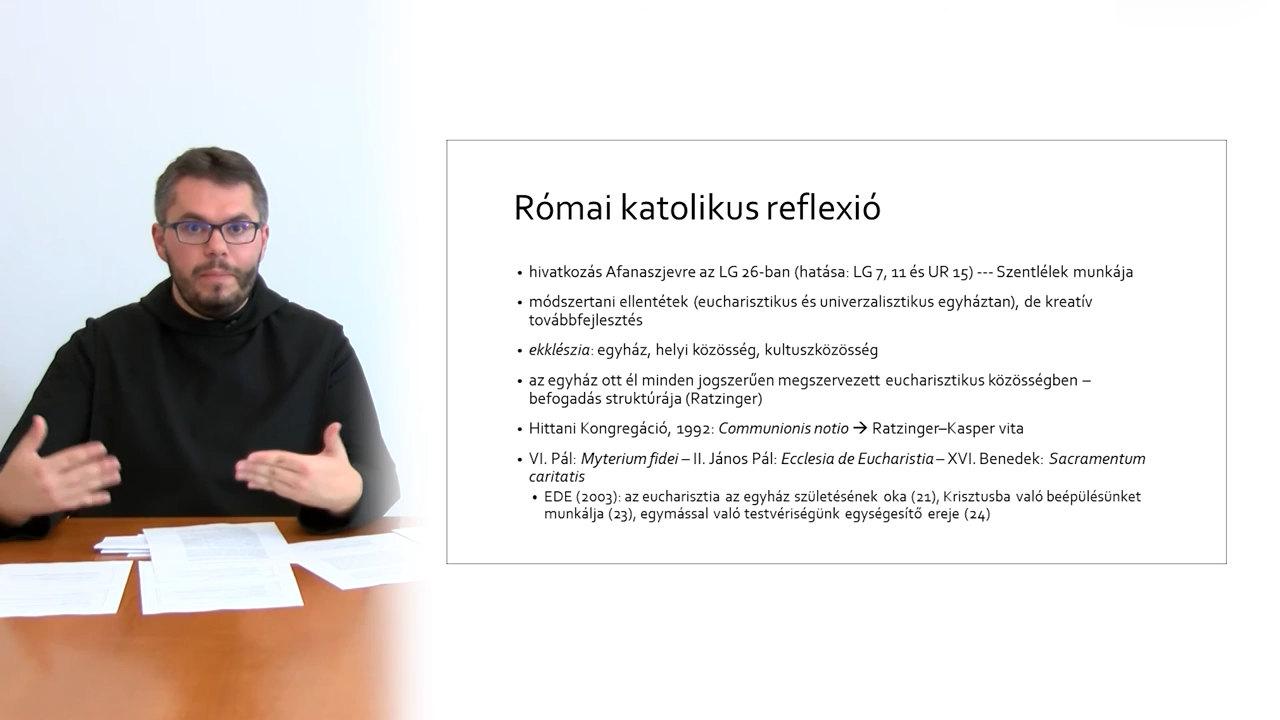 Római katolikus reflexió
• hivatkozás Afanaszjevre az LG 26-ban (hatása: LG 7, 11 és UR 15) --- Szentlélek munkája
• módszertani ellentétek (eucharisztikus és univerzalisztikus egyháztan), de kreatív
továbbfejlesztés
• ekklészia: egyház, helyi közösség, kultuszközösség
• az egyház ott él minden jogszerűen megszervezett eucharisztikus közösségben –
befogadás struktúrája (Ratzinger)
• Hittani Kongregáció, 1992: Communionis notio → Ratzinger–Kasper vita
• VI. Pál: Myterium fidei – II. János Pál: Ecclesia de Eucharistia – XVI. Benedek: Sacramentum
caritatis
• EDE (2003): az eucharisztia az egyház születésének oka (21), Krisztusba való beépülésünket
munkálja (23), egymással való testvériségünk egységesítő ereje (24)